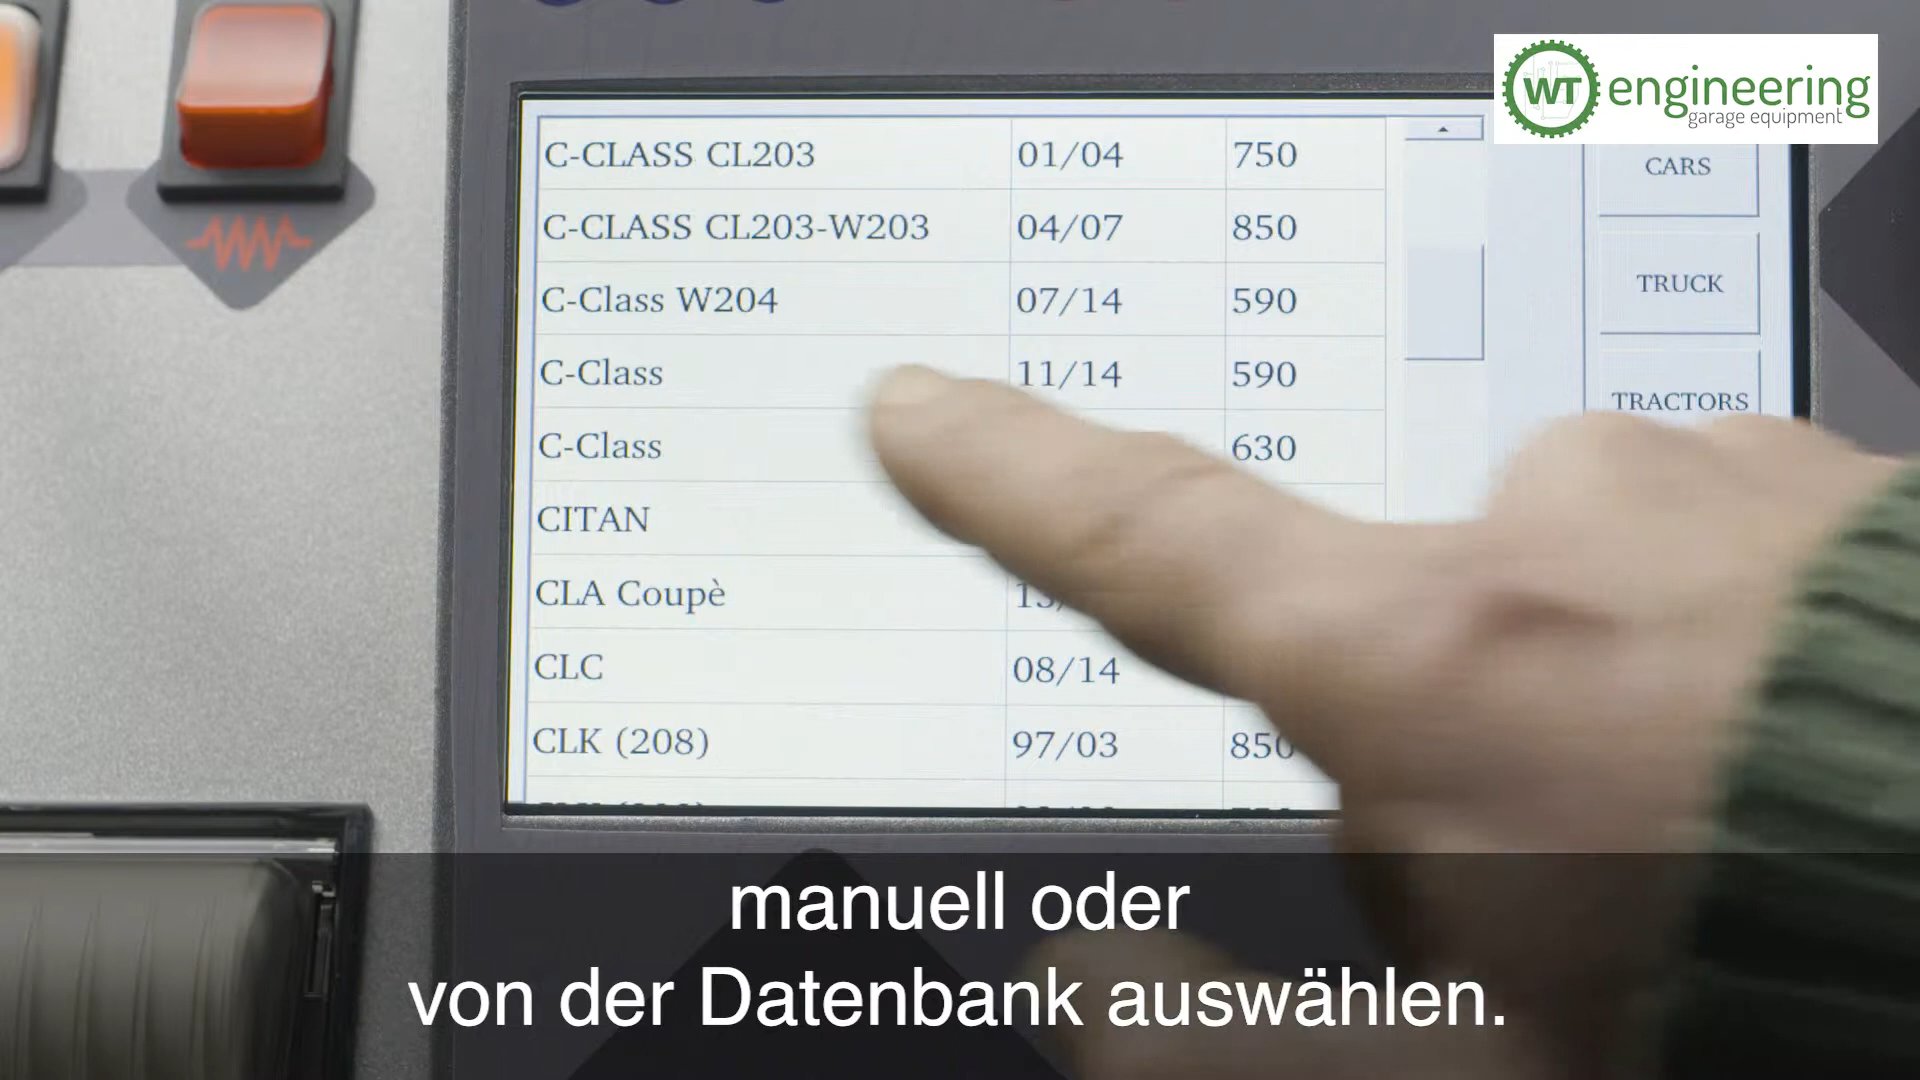 WT engineering
garage equipment
C-CLASS CL203 01/04 750
C-CLASS CL203-W203 04/07 850
C-Class W204 07/14 590
C-Class 11/14 590
C-Class 630
CITAN
CLA Coupè
CLC 08/14
CLK (208) 97/03 850
CARS
TRUCK
TRACTORS
manuell oder
von der Datenbank auswählen.